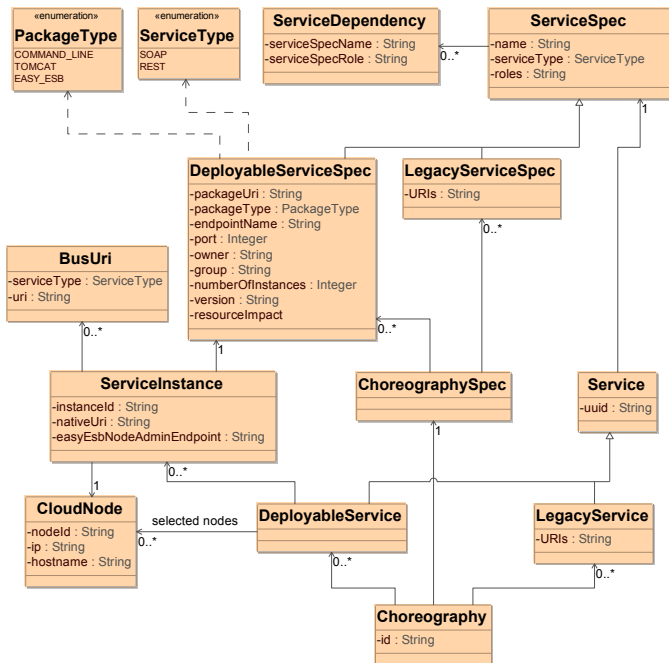 «enumeration»
PackageType
COMMAND_LINE
TOMCAT
EASY_ESB
«enumeration»
ServiceType
SOAP
REST
ServiceDependency
-serviceSpecName : String
-serviceSpecRole : String
0..*
ServiceSpec
-name : String
-serviceType : ServiceType
-roles : String
1
DeployableServiceSpec
-packageUri : String
-packageType : PackageType
-endpointName : String
-port : Integer
-owner : String
-group : String
-numberOfInstances : Integer
-version : String
-resourceImpact
0..*
1
LegacyServiceSpec
-URIs : String
0..*
BusUri
-serviceType : ServiceType
-uri : String
0..*
ServiceInstance
-instanceId : String
-nativeUri : String
-easyEsbNodeAdminEndpoint : String
0..*
1
ChoreographySpec
1
Service
-uuid : String
CloudNode
-nodeId : String
-ip : String
-hostname : String
selected nodes
0..*
DeployableService
0..*
LegacyService
-URIs : String
0..*
Choreography
-id : String